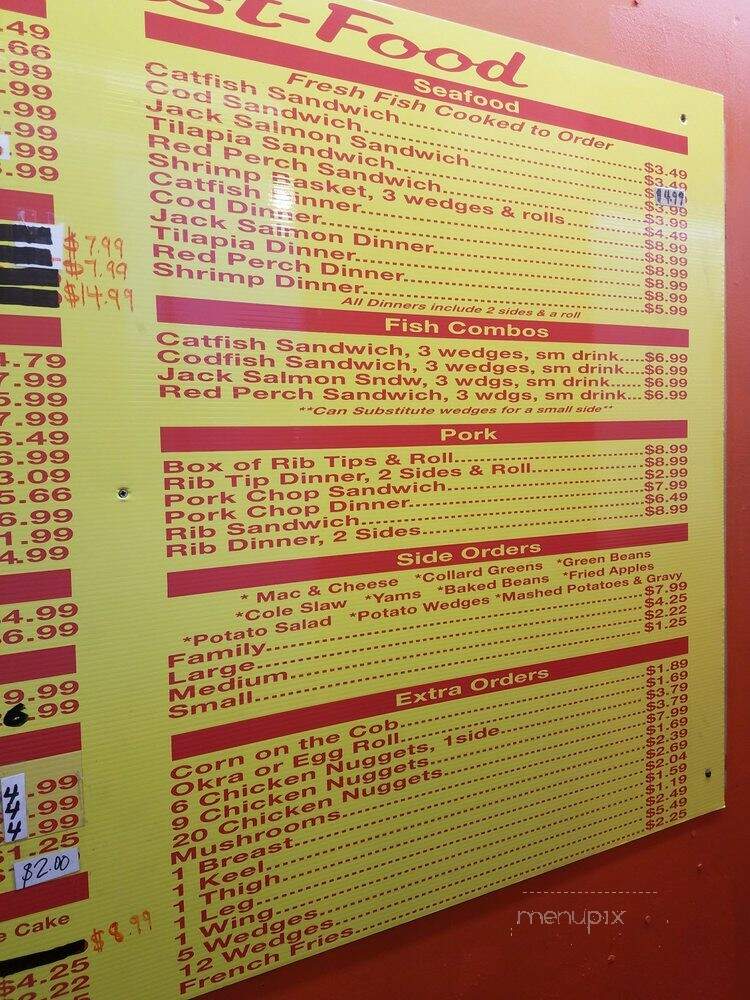 .49
.66
.99
.99
.99
.99
$7.99
$7.99
$14.99
4.79
7.99
5.99
7.99
6.49
6.99
3.09
5.66
6.99
1.99
4.99
4.99
6.99
9.99
6.99
4.99
4.99
4.99
$1.25
$2.00
Cake
$8.99
$4.25
2.22
st-Food
Seafood
Fresh Fish Cooked to Order
Catfish Sandwich $3.49
Cod Sandwich $3.49
Jack Salmon Sandwich $4.99
Tilapia Sandwich $3.99
Red Perch Sandwich $3.99
Shrimp Basket, 3 wedges & rolls $4.49
Catfish Dinner $8.99
Cod Dinner $8.99
Jack Salmon Dinner $8.99
Tilapia Dinner $8.99
Red Perch Dinner $8.99
Shrimp Dinner $5.99
All Dinners include 2 sides & a roll
Fish Combos
Catfish Sandwich, 3 wedges, sm drink....$6.99
Codfish Sandwich, 3 wedges, sm drink....$6.99
Jack Salmon Sndw, 3 wdgs, sm drink....$6.99
Red Perch Sandwich, 3 wdgs, sm drink...$6.99
**Can Substitute wedges for a small side**
Pork
Box of Rib Tips & Roll $8.99
Rib Tip Dinner, 2 Sides & Roll $8.99
Pork Chop Sandwich $2.99
Pork Chop Dinner $7.99
Rib Sandwich $6.49
Rib Dinner, 2 Sides $8.99
Side Orders
* Mac & Cheese *Collard Greens *Green Beans
*Cole Slaw *Yams *Baked Beans *Fried Apples
*Potato Salad *Potato Wedges *Mashed Potatoes & Gravy
Family $7.99
Large $4.25
Medium $2.22
Small $1.25
Extra Orders
Corn on the Cob $1.89
Okra or Egg Roll $1.69
6 Chicken Nuggets, 1side $3.79
9 Chicken Nuggets $3.79
20 Chicken Nuggets $7.99
Mushrooms $1.69
1 Breast $2.39
1 Keel $2.69
1 Thigh $2.04
1 Leg $1.59
1 Wing $1.19
5 Wedges $2.49
12 Wedges $5.49
French Fries $2.25
menupix